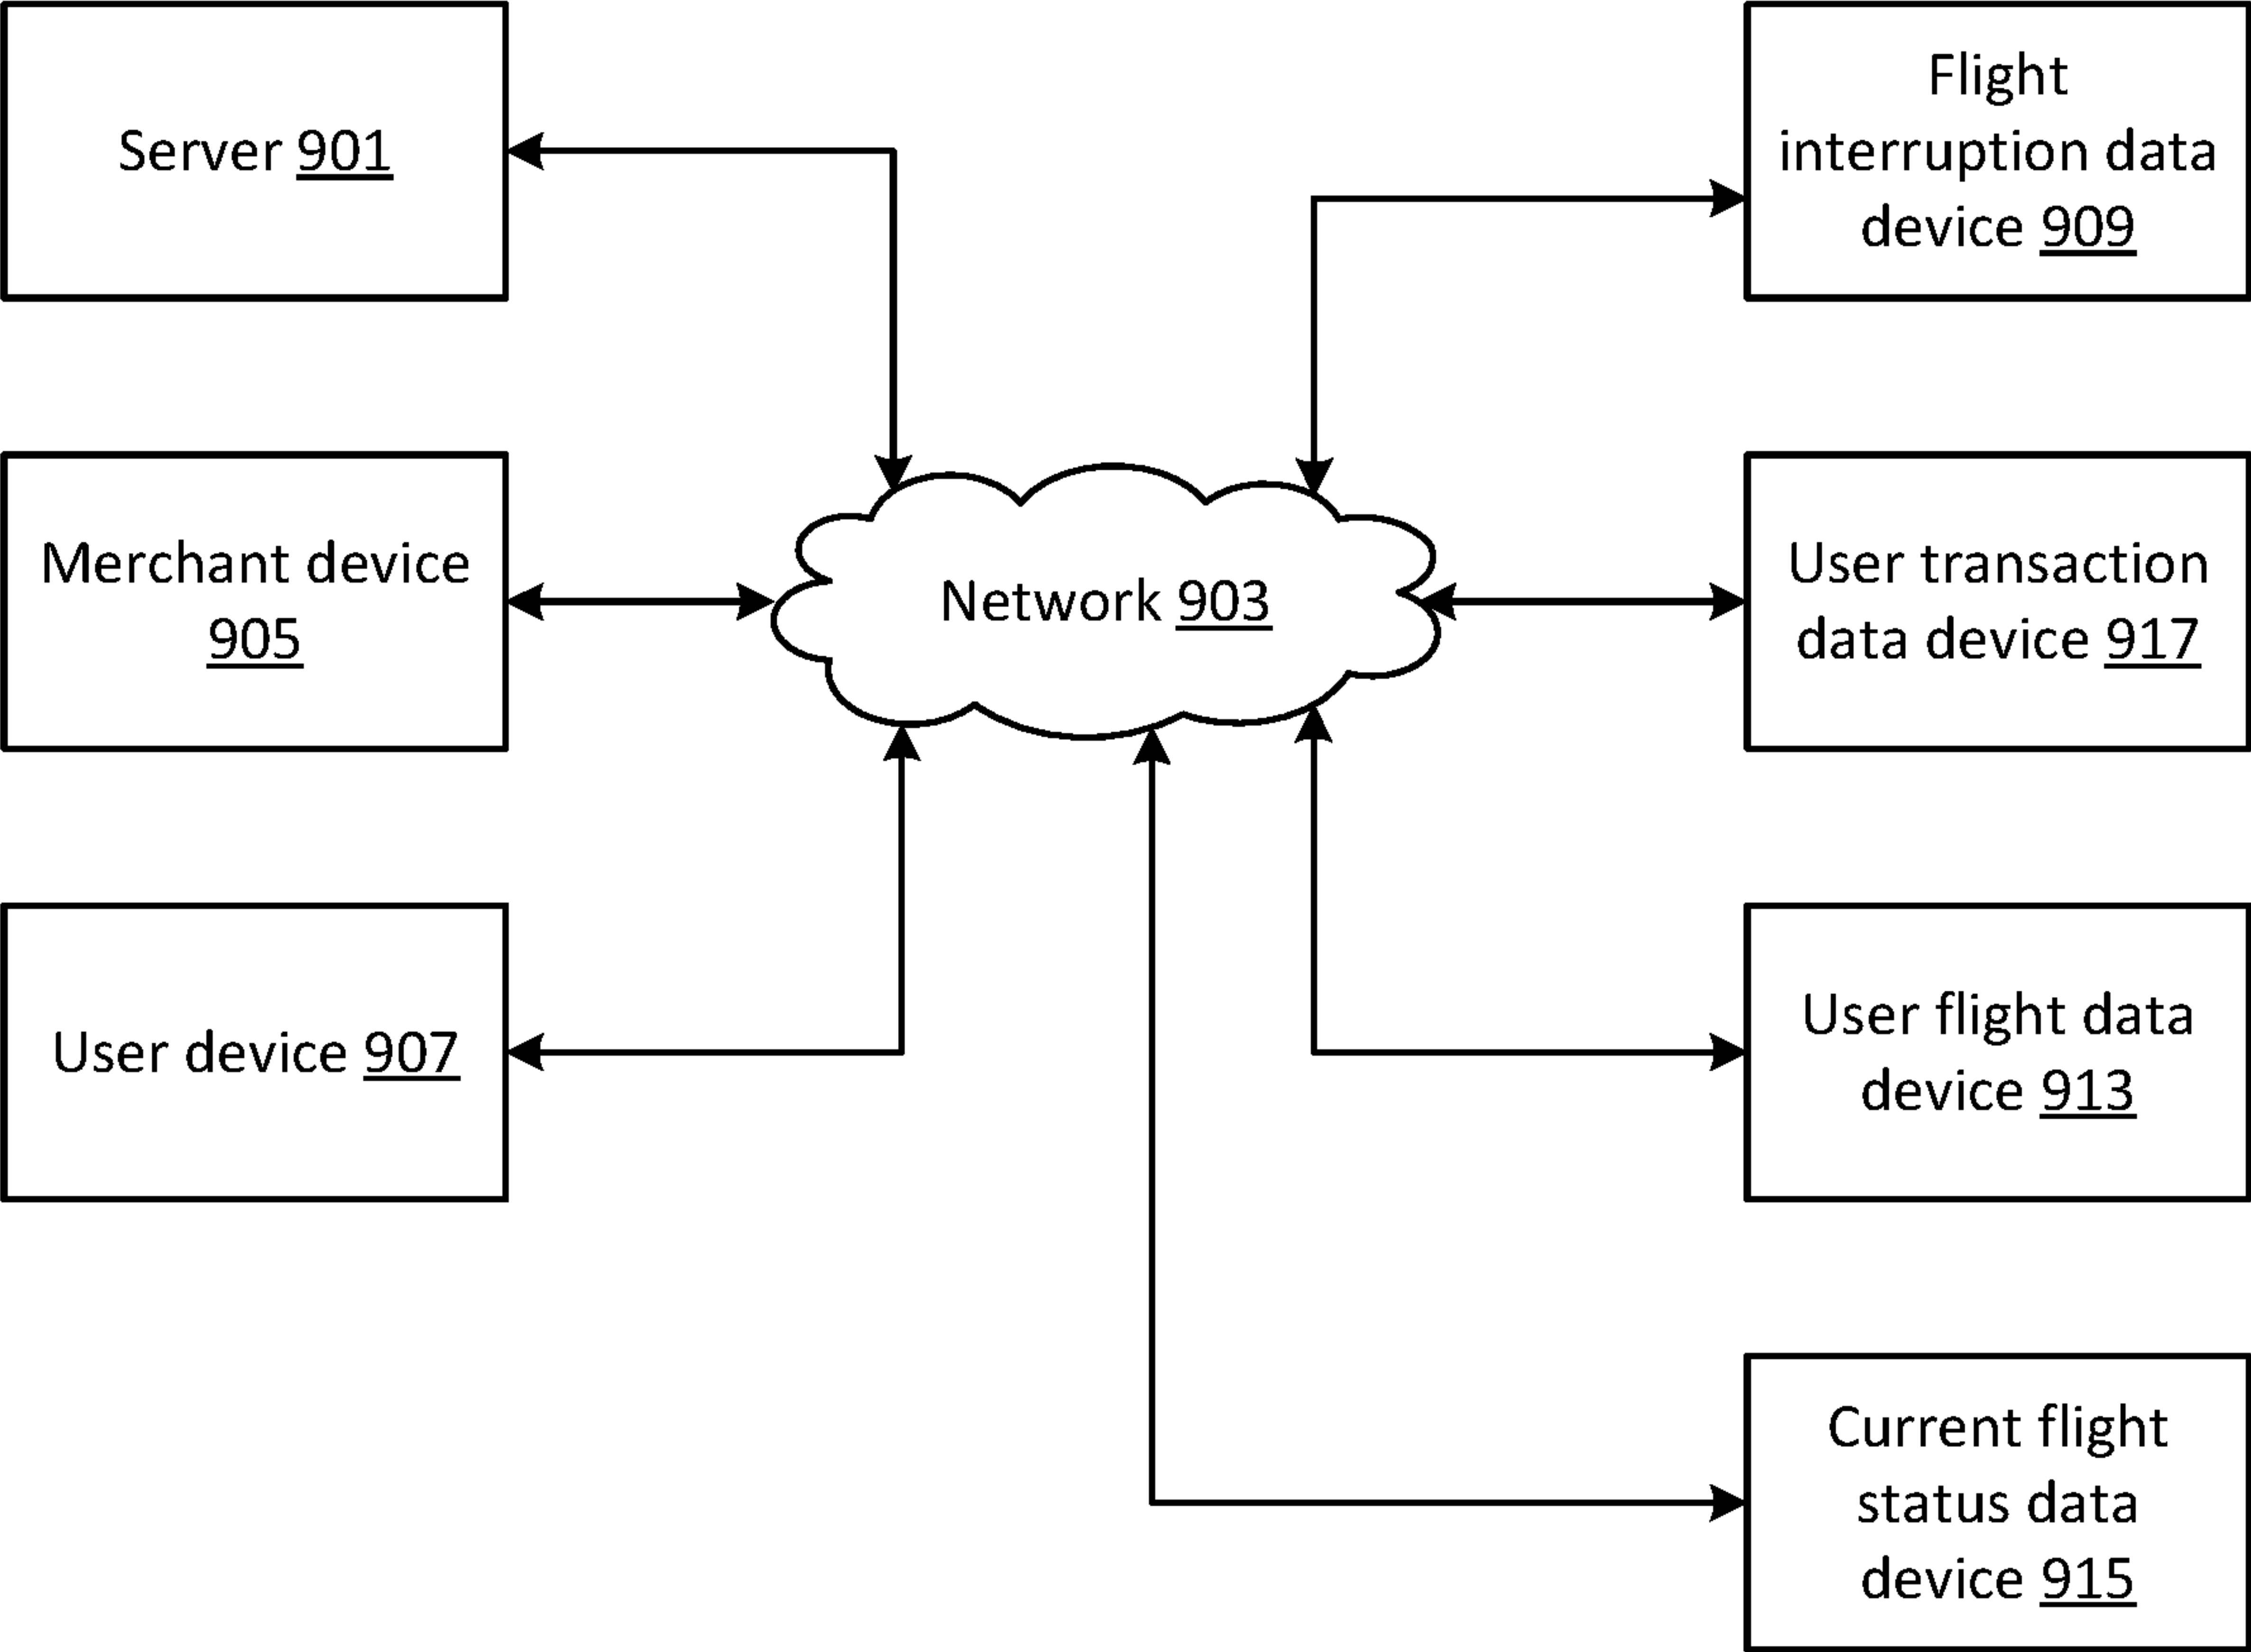 Server 901
Merchant device
905
User device 907
Network 903
Flight
interruption data
device 909
User transaction
data device 917
User flight data
device 913
Current flight
status data
device 915